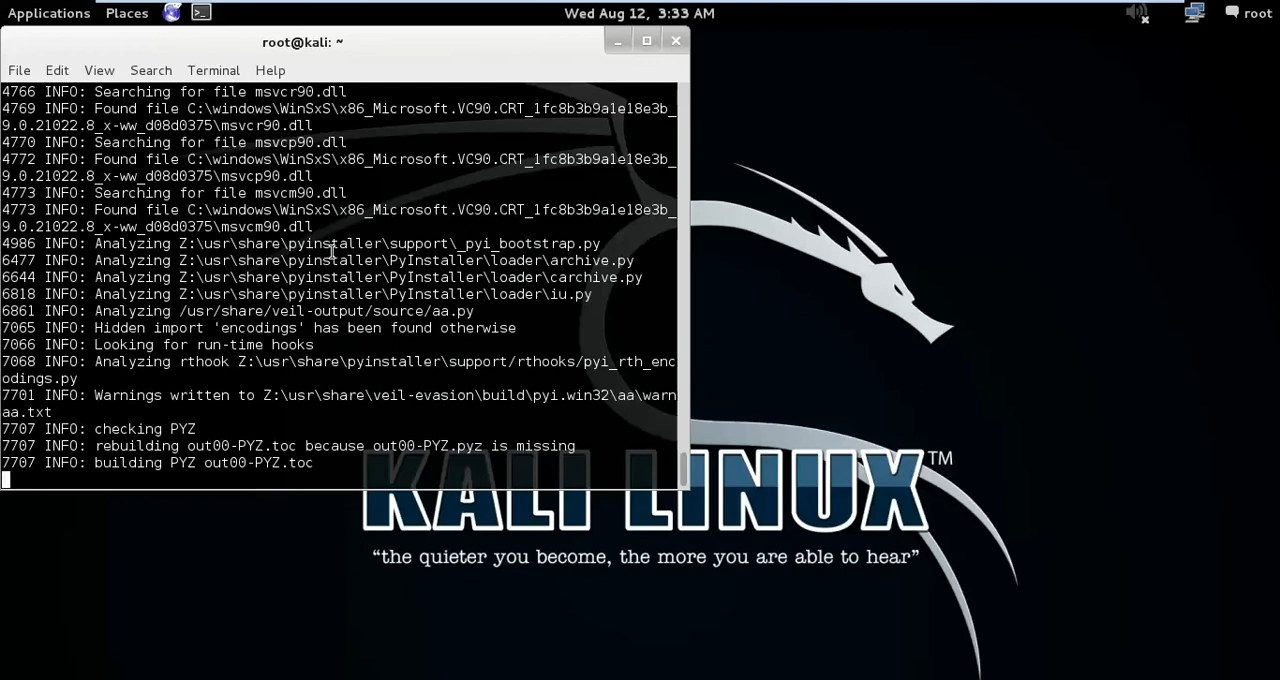 Applications Places Wed Aug 12, 3:33 AM root
root@kali: ~
File Edit View Search Terminal Help
4766 INFO: Searching for file msvcr90.dll
4769 INFO: Found file C:\windows\WinSxS\x86_Microsoft.VC90.CRT_1fc8b3b9a1e18e3b_
9.0.21022.8_x-ww_d08d0375\msvcr90.dll
4770 INFO: Searching for file msvcp90.dll
4772 INFO: Found file C:\windows\WinSxS\x86_Microsoft.VC90.CRT_1fc8b3b9a1e18e3b_
9.0.21022.8_x-ww_d08d0375\msvcp90.dll
4773 INFO: Searching for file msvcm90.dll
4773 INFO: Found file C:\windows\WinSxS\x86_Microsoft.VC90.CRT_1fc8b3b9a1e18e3b_
9.0.21022.8_x-ww_d08d0375\msvcm90.dll
4986 INFO: Analyzing Z:\usr\share\pyinstaller\support\_pyi_bootstrap.py
6477 INFO: Analyzing Z:\usr\share\pyinstaller\PyInstaller\loader\archive.py
6644 INFO: Analyzing Z:\usr\share\pyinstaller\PyInstaller\loader\carchive.py
6818 INFO: Analyzing Z:\usr\share\pyinstaller\PyInstaller\loader\iu.py
6861 INFO: Analyzing /usr/share/veil-output/source/aa.py
7065 INFO: Hidden import 'encodings' has been found otherwise
7066 INFO: Looking for run-time hooks
7068 INFO: Analyzing rthook Z:\usr\share\pyinstaller\support/rthooks/pyi_rth_enc
odings.py
7701 INFO: Warnings written to Z:\usr\share\veil-evasion\build\pyi.win32\aa\warn
aa.txt
7707 INFO: checking PYZ
7707 INFO: rebuilding out00-PYZ.toc because out00-PYZ.pyz is missing
7707 INFO: building PYZ out00-PYZ.toc
KALI LINUX TM
“the quieter you become, the more you are able to hear”